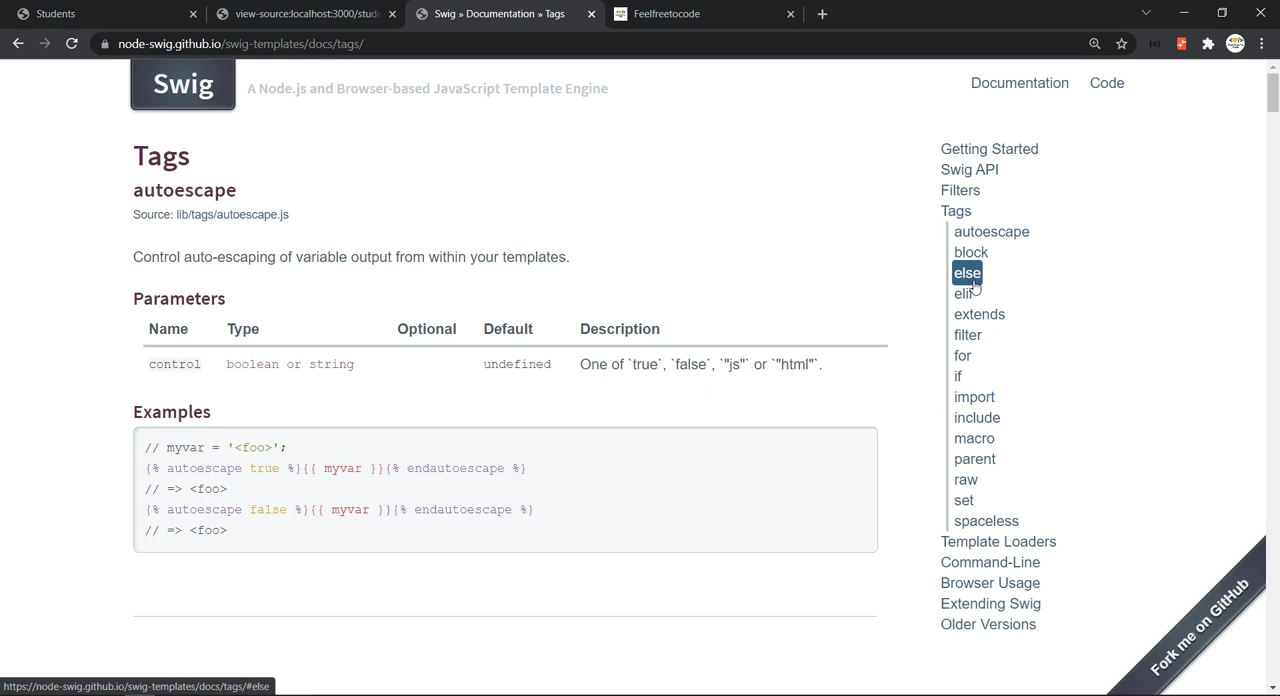 Students
view-source:localhost:3000/stude
Swig » Documentation » Tags
Feelfreetocode
node-swig.github.io/swig-templates/docs/tags/
Swig
A Node.js and Browser-based JavaScript Template Engine
Documentation
Code
Tags
autoescape
Source: lib/tags/autoescape.js
Control auto-escaping of variable output from within your templates.
Parameters
Name Type Optional Default Description
control boolean or string undefined One of `true`, `false`, `"js"` or `"html"`.
Examples
// myvar = '<foo>';
{% autoescape true %}{{ myvar }}{% endautoescape %}
// => <foo>
{% autoescape false %}{{ myvar }}{% endautoescape %}
// => <foo>
Getting Started
Swig API
Filters
Tags
autoescape
block
else
elif
extends
filter
for
if
import
include
macro
parent
raw
set
spaceless
Template Loaders
Command-Line
Browser Usage
Extending Swig
Older Versions
Fork me on GitHub
https://node-swig.github.io/swig-templates/docs/tags/#else